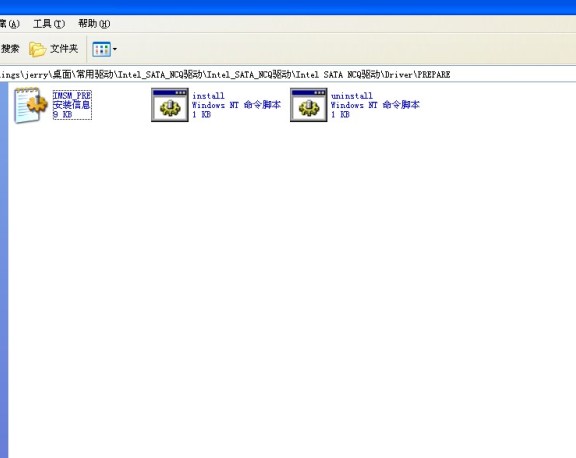 藏(A) 工具(T) 帮助(H)
搜索 文件夹
ings\jerry\桌面\常用驱动\Intel_SATA_NCQ驱动\Intel_SATA_NCQ驱动\Intel SATA NCQ驱动\Driver\PREPARE
IMSM_PRE
安装信息
9 KB
install
Windows NT 命令脚本
1 KB
uninstall
Windows NT 命令脚本
1 KB